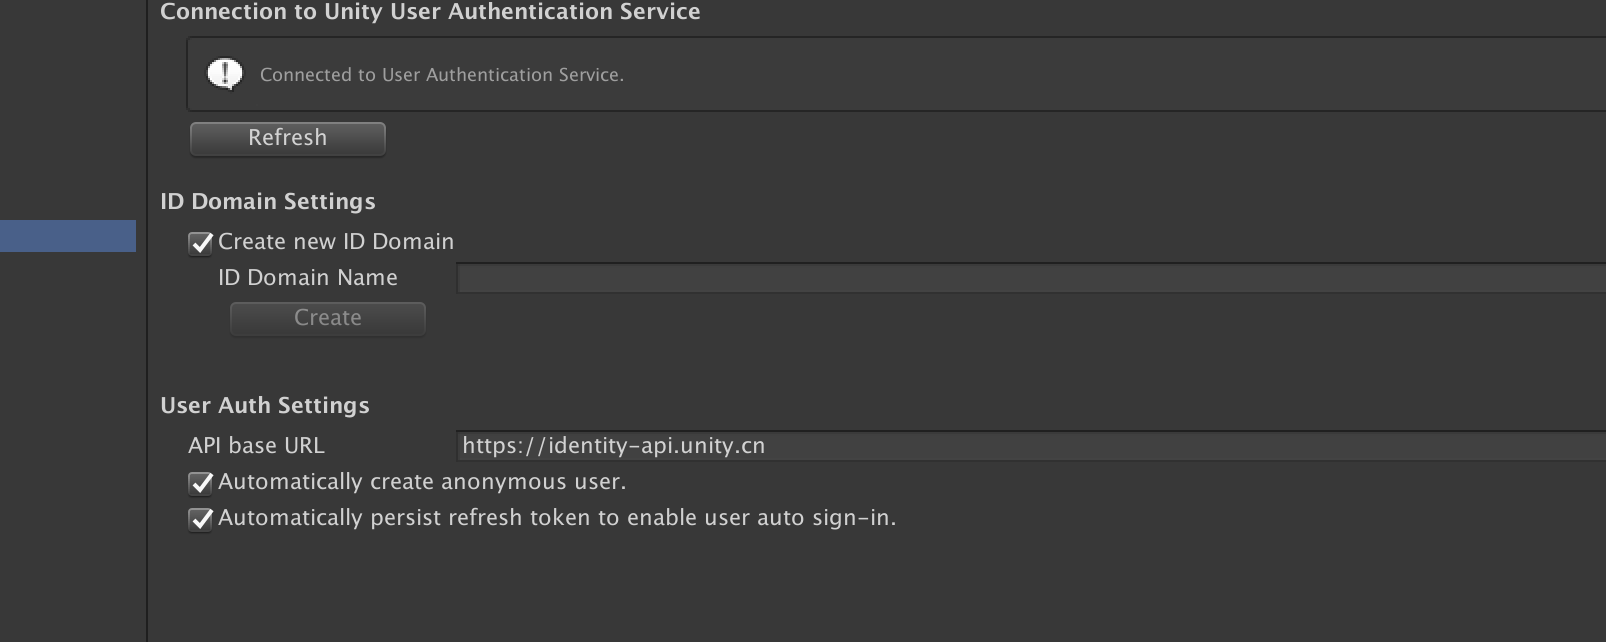 Connection to Unity User Authentication Service
Connected to User Authentication Service.
Refresh
ID Domain Settings
Create new ID Domain
ID Domain Name
Create
User Auth Settings
API base URL https://identity-api.unity.cn
Automatically create anonymous user.
Automatically persist refresh token to enable user auto sign-in.